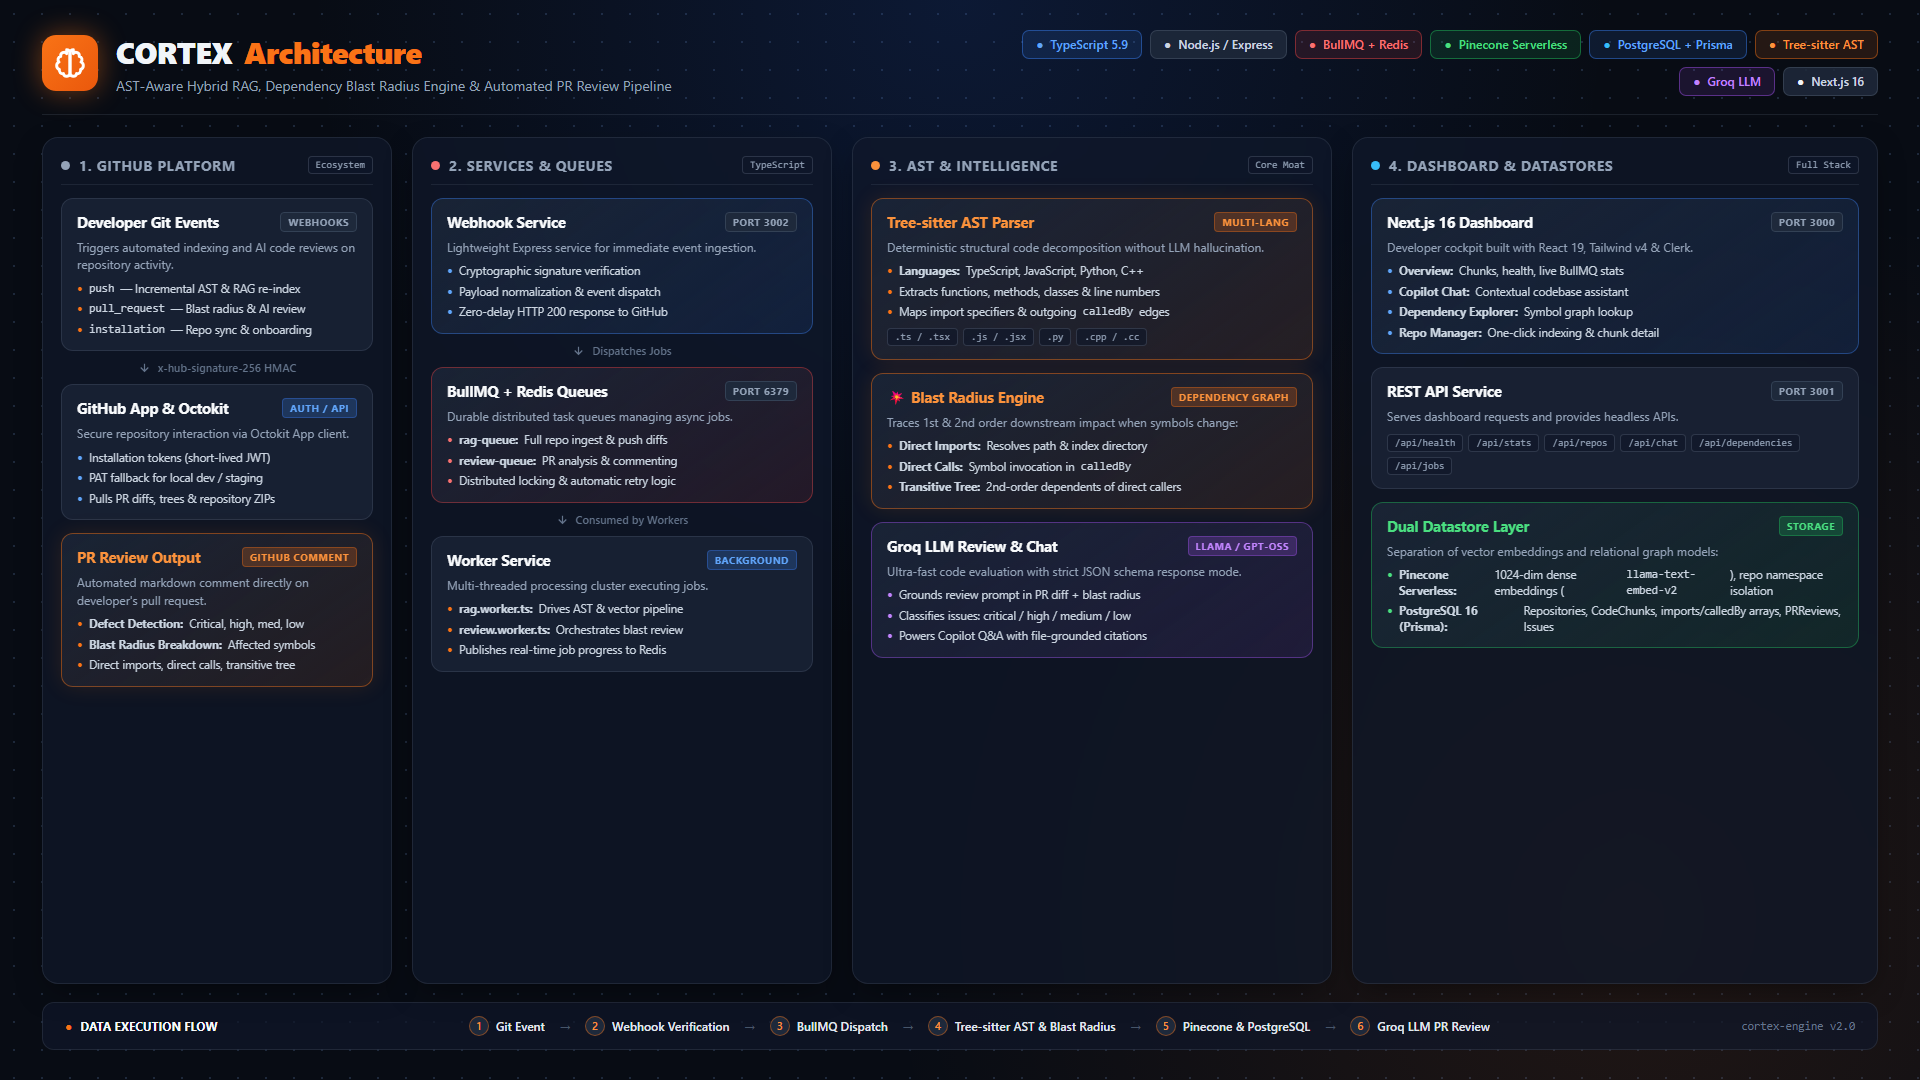 CORTEX Architecture
AST-Aware Hybrid RAG, Dependency Blast Radius Engine & Automated PR Review Pipeline
TypeScript 5.9
Node.js / Express
BullMQ + Redis
Pinecone Serverless
PostgreSQL + Prisma
Tree-sitter AST
Groq LLM
Next.js 16
1. GITHUB PLATFORM
Ecosystem
Developer Git Events
WEBHOOKS
Triggers automated indexing and AI code reviews on
repository activity.
• push — Incremental AST & RAG re-index
• pull_request — Blast radius & AI review
• installation — Repo sync & onboarding
↓ x-hub-signature-256 HMAC
GitHub App & Octokit
AUTH / API
Secure repository interaction via Octokit App client.
• Installation tokens (short-lived JWT)
• PAT fallback for local dev / staging
• Pulls PR diffs, trees & repository ZIPs
PR Review Output
GITHUB COMMENT
Automated markdown comment directly on
developer's pull request.
• Defect Detection: Critical, high, med, low
• Blast Radius Breakdown: Affected symbols
• Direct imports, direct calls, transitive tree
2. SERVICES & QUEUES
TypeScript
Webhook Service
PORT 3002
Lightweight Express service for immediate event ingestion.
• Cryptographic signature verification
• Payload normalization & event dispatch
• Zero-delay HTTP 200 response to GitHub
↓ Dispatches Jobs
BullMQ + Redis Queues
PORT 6379
Durable distributed task queues managing async jobs.
• rag-queue: Full repo ingest & push diffs
• review-queue: PR analysis & commenting
• Distributed locking & automatic retry logic
↓ Consumed by Workers
Worker Service
BACKGROUND
Multi-threaded processing cluster executing jobs.
• rag.worker.ts: Drives AST & vector pipeline
• review.worker.ts: Orchestrates blast review
• Publishes real-time job progress to Redis
3. AST & INTELLIGENCE
Core Moat
Tree-sitter AST Parser
MULTI-LANG
Deterministic structural code decomposition without LLM hallucination.
• Languages: TypeScript, JavaScript, Python, C++
• Extracts functions, methods, classes & line numbers
• Maps import specifiers & outgoing calledBy edges
.ts / .tsx
.js / .jsx
.py
.cpp / .cc
💥 Blast Radius Engine
DEPENDENCY GRAPH
Traces 1st & 2nd order downstream impact when symbols change:
• Direct Imports: Resolves path & index directory
• Direct Calls: Symbol invocation in calledBy
• Transitive Tree: 2nd-order dependents of direct callers
Groq LLM Review & Chat
LLAMA / GPT-OSS
Ultra-fast code evaluation with strict JSON schema response mode.
• Grounds review prompt in PR diff + blast radius
• Classifies issues: critical / high / medium / low
• Powers Copilot Q&A with file-grounded citations
4. DASHBOARD & DATASTORES
Full Stack
Next.js 16 Dashboard
PORT 3000
Developer cockpit built with React 19, Tailwind v4 & Clerk.
• Overview: Chunks, health, live BullMQ stats
• Copilot Chat: Contextual codebase assistant
• Dependency Explorer: Symbol graph lookup
• Repo Manager: One-click indexing & chunk detail
REST API Service
PORT 3001
Serves dashboard requests and provides headless APIs.
/api/health
/api/stats
/api/repos
/api/chat
/api/dependencies
/api/jobs
Dual Datastore Layer
STORAGE
Separation of vector embeddings and relational graph models:
• Pinecone 1024-dim dense llama-text- ), repo namespace
Serverless: embeddings ( embed-v2 isolation
• PostgreSQL 16 Repositories, CodeChunks, imports/calledBy arrays, PRReviews,
(Prisma): Issues
DATA EXECUTION FLOW
1 Git Event → 2 Webhook Verification → 3 BullMQ Dispatch → 4 Tree-sitter AST & Blast Radius → 5 Pinecone & PostgreSQL → 6 Groq LLM PR Review
cortex-engine v2.0